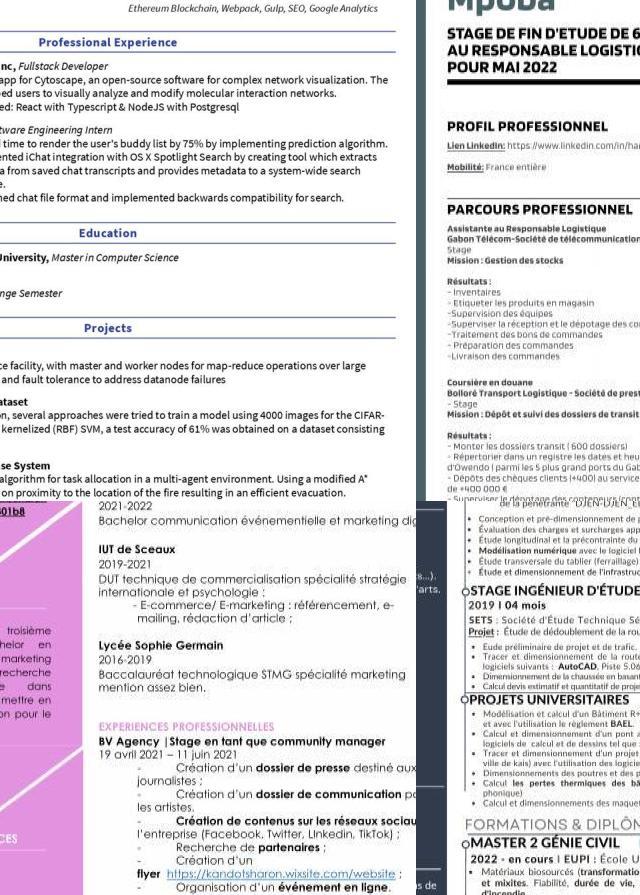 Ethereum Blockchain, Webpack, Gulp, SEO, Google Analytics
Professional Experience
nc, Fullstack Developer
app for Cytoscape, an open-source software for complex network visualization. The
ed users to visually analyze and modify molecular interaction networks.
ed: React with Typescript & NodeJS with Postgresql
tware Engineering Intern
d time to render the user's buddy list by 75% by implementing prediction algorithm.
ented iChat integration with OS X Spotlight Search by creating tool which extracts
a from saved chat transcripts and provides metadata to a system-wide search
e.
ned chat file format and implemented backwards compatibility for search.
Education
University, Master in Computer Science
nge Semester
Projects
ce facility, with master and worker nodes for map-reduce operations over large
and fault tolerance to address datanode failures
ataset
on, several approaches were tried to train a model using 4000 images for the CIFAR-
kernelized (RBF) SVM, a test accuracy of 61% was obtained on a dataset consisting
se System
algorithm for task allocation in a multi-agent environment. Using a modified A*
on proximity to the location of the fire resulting in an efficient evacuation.
Mpoba
STAGE DE FIN D'ETUDE DE 6
AU RESPONSABLE LOGISTIQ
POUR MAI 2022
PROFIL PROFESSIONNEL
Lien LinkedIn: https://www.linkedin.com/in/ha
Mobilité: France entière
PARCOURS PROFESSIONNEL
Assistante au Responsable Logistique
Gabon Télécom-Société de télécommunication
Stage
Mission : Gestion des stocks
Résultats :
- Inventaires
- Etiqueter les produits en magasin
-Supervision des équipes
-Superviser la réception et le dépotage des co
-Traitement des bons de commandes
- Préparation des commandes
-Livraison des commandes
Coursière en douane
Bolloré Transport Logistique - Société de prest
- Stage
Mission : Dépôt et suivi des dossiers de transit
Résultats :
- Monter les dossiers transit ( 600 dossiers)
- Répertorier dans un registre les dates et heu
d'Owendo ( parmi les 5 plus grand ports du Gab
- Dépôts des chèques clients (+400) au service
de +400 000 €
- Superviser le dépotage des conteneurs (cont
01b8
troisième
helor en
marketing
recherche
e dans
mettre en
on pour le
CES
2021-2022
Bachelor communication événementielle et marketing dig
IUT de Sceaux
2019-2021
DUT technique de commercialisation spécialité stratégie
internationale et psychologie :
- E-commerce/ E-marketing : référencement, e-
mailing, rédaction d'article ;
Lycée Sophie Germain
2016-2019
Baccalauréat technologique STMG spécialité marketing
mention assez bien.
EXPERIENCES PROFESSIONNELLES
BV Agency |Stage en tant que community manager
19 avril 2021 – 11 juin 2021
- Création d'un dossier de presse destiné aux
journalistes ;
- Création d'un dossier de communication po
les artistes.
- Création de contenus sur les réseaux sociau
l'entreprise (Facebook, Twitter, LInkedin, TikTok) ;
- Recherche de partenaires ;
- Création d'un
flyer https://kandotsharon.wixsite.com/website ;
- Organisation d'un événement en ligne.
s...).
'arts.
s de
de la pénétrante "DJEN-DJEN_EL
Conception et pré-dimensionnement de p
Évaluation des charges et surcharges app
Étude longitudinal et la précontrainte du
Modélisation numérique avec le logiciel
Étude transversale du tablier (ferraillage)
Étude et dimensionnement de l'infrastruc
STAGE INGÉNIEUR D'ÉTUDE
2019 I 04 mois
SETS : Société d'Étude Technique Sé
Projet : Étude de dédoublement de la rou
Eude préliminaire de projet et de trafic.
Tracer et dimensionnement de la route
logiciels suivants : AutoCAD, Piste 5.06
Dimensionnement de la chaussée en basant
Calcul devis estimatif et quantitatif de proje
PROJETS UNIVERSITAIRES
Modélisation et calcul d'un Bâtiment R+
et avec l'utilisation le règlement BAEL.
Calcul et dimensionnement d'un pont a
logiciels de calcul et de dessins tel que :
Tracer et dimensionnement d'un projet
ville de kais) avec l'utilisation des logicie
Dimensionnements des poutres et des p
Calcul les pertes thermiques des bâ
phonique)
Calcul et dimensionnements des maquet
FORMATIONS & DIPLÔM
MASTER 2 GÉNIE CIVIL
2022 - en cours I EUPI : École U
Matériaux biosourcés (transformatio
et mixites. Fiabilité, durée de vie,
d'incendie